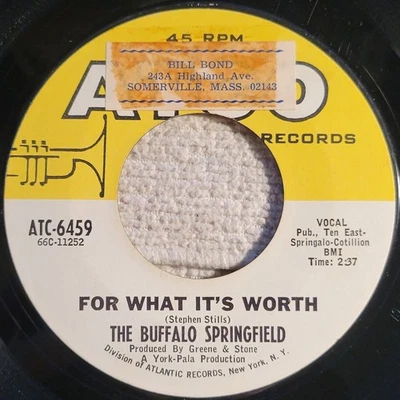 45 RPM
BILL BOND
243A Highland Ave.
SOMERVILLE, MASS. 02143
RECORDS
ATC-6459
66C-11252
VOCAL
Pub., Ten East-
Springalo-Cotillion
BMI
Time: 2:37
FOR WHAT IT'S WORTH
(Stephen Stills)
THE BUFFALO SPRINGFIELD
Produced By Greene & Stone
A York-Pala Production
Division of ATLANTIC RECORDS, New York, N. Y.